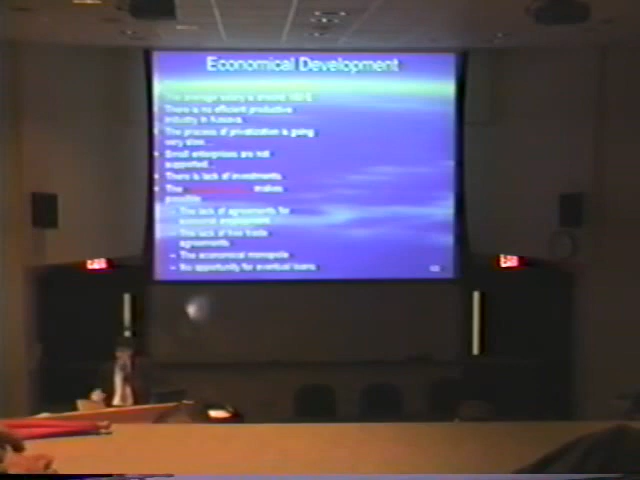 Economical Development
The average salary is around
There is no efficient productive
industry in Kosova
The process of privatization is going
very slow...
Small enterprises are not
supported...
There is lack of investments
The makes
possible
– The lack of agreements for
economical
– The lack of free trade
agreements
– The economical monopole
– No opportunity for eventual loans
EXIT
EXIT